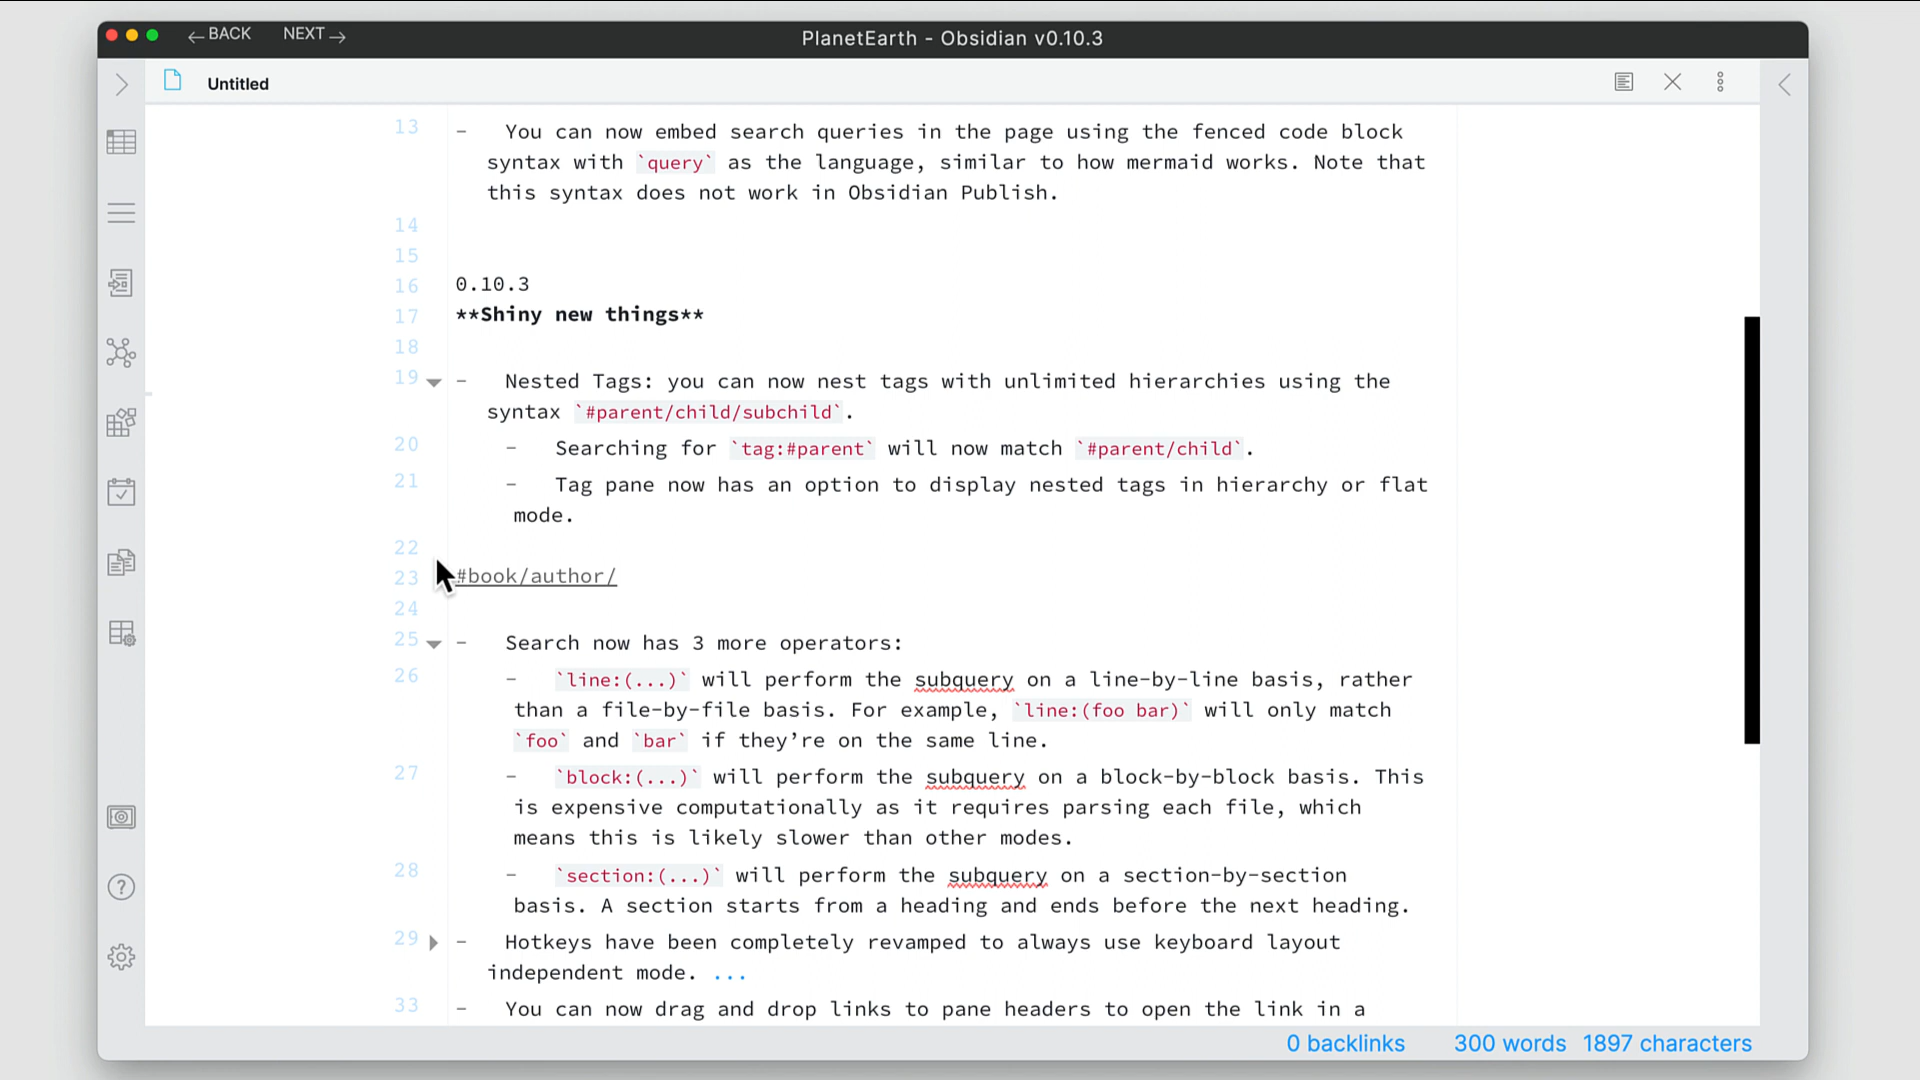 ← BACK NEXT → PlanetEarth - Obsidian v0.10.3
Untitled
13 - You can now embed search queries in the page using the fenced code block
syntax with `query` as the language, similar to how mermaid works. Note that
this syntax does not work in Obsidian Publish.
14
15
16 0.10.3
17 **Shiny new things**
18
19 - Nested Tags: you can now nest tags with unlimited hierarchies using the
syntax `#parent/child/subchild`.
20 - Searching for `tag:#parent` will now match `#parent/child`.
21 - Tag pane now has an option to display nested tags in hierarchy or flat
mode.
22
23 #book/author/
24
25 - Search now has 3 more operators:
26 - `line:(...)` will perform the subquery on a line-by-line basis, rather
than a file-by-file basis. For example, `line:(foo bar)` will only match
`foo` and `bar` if they’re on the same line.
27 - `block:(...)` will perform the subquery on a block-by-block basis. This
is expensive computationally as it requires parsing each file, which
means this is likely slower than other modes.
28 - `section:(...)` will perform the subquery on a section-by-section
basis. A section starts from a heading and ends before the next heading.
29 - Hotkeys have been completely revamped to always use keyboard layout
independent mode. ...
33 - You can now drag and drop links to pane headers to open the link in a
0 backlinks 300 words 1897 characters